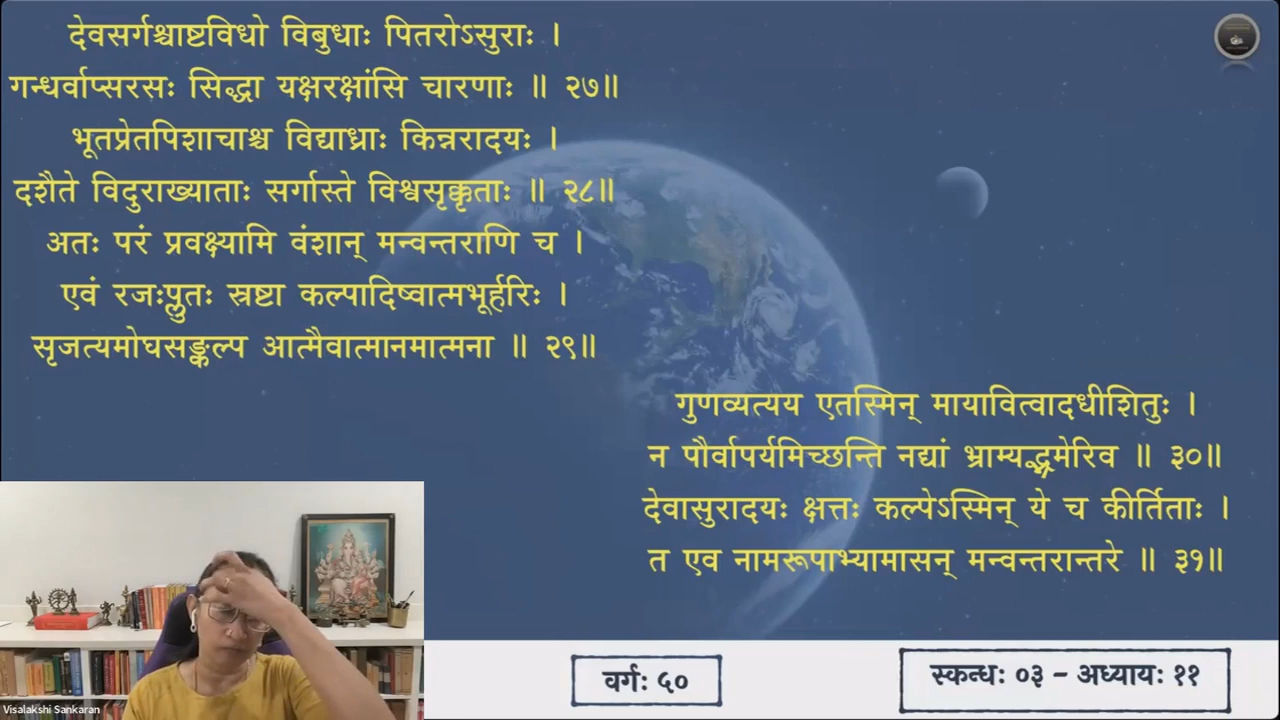 देवसर्गश्चाष्टविधो विबुधाः पितरोऽसुराः ।
गन्धर्वाप्सरसः सिद्धा यक्षरक्षांसि चारणाः ॥ २७॥
भूतप्रेतपिशाचाश्च विद्याध्राः किन्नरादयः ।
दशैते विदुराख्याताः सर्गास्ते विश्वसृक्कृताः ॥ २८॥
अतः परं प्रवक्ष्यामि वंशान् मन्वन्तराणि च ।
एवं रजःप्लुतः स्रष्टा कल्पादिष्वात्मभूर्हरिः ।
सृजत्यमोघसङ्कल्प आत्मैवात्मानमात्मना ॥ २९॥
गुणव्यत्यय एतस्मिन् मायावित्वादधीशितुः ।
न पौर्वापर्यमिच्छन्ति नद्यां भ्राम्यद्भ्रमेरिव ॥ ३०॥
देवासुरादयः क्षत्तः कल्पेऽस्मिन् ये च कीर्तिताः ।
त एव नामरूपाभ्यामासन् मन्वन्तरान्तरे ॥ ३१॥
वर्गः ५०
स्कन्धः ०३ - अध्यायः ११
Visalakshi Sankaran